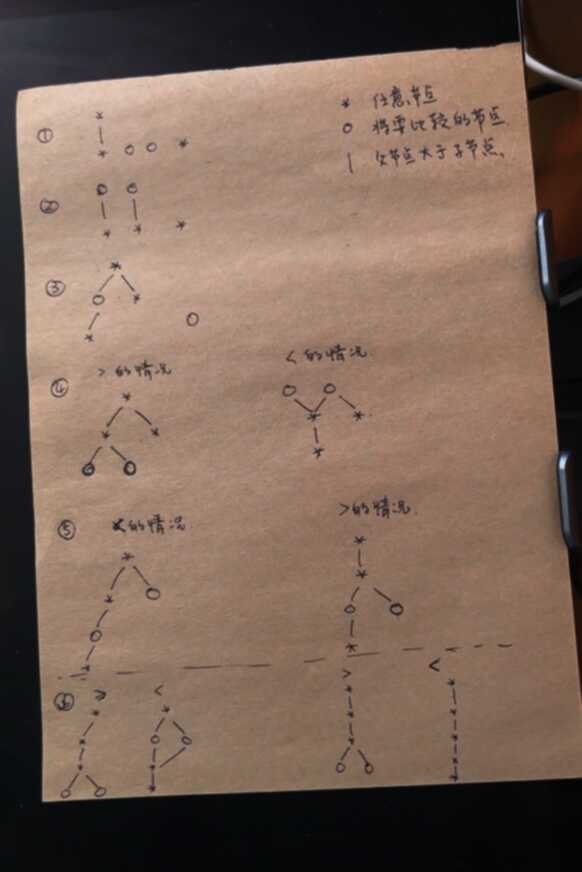 * 任意节点
① ○ 将要比较的节点
| 父节点大于子节点、
②
③
④ > 的情况 < 的情况.
⑤ < 的情况 >的情况.
⑥ > < > <